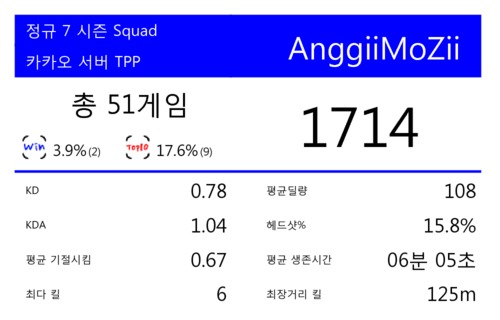 정규 7 시즌 Squad
카카오 서버 TPP
AnggiiMoZii
총 51게임
Win 3.9% (2) TOP10 17.6% (9)
1714
KD 0.78 평균딜량 108
KDA 1.04 헤드샷% 15.8%
평균 기절시킴 0.67 평균 생존시간 06분 05초
최다 킬 6 최장거리 킬 125m